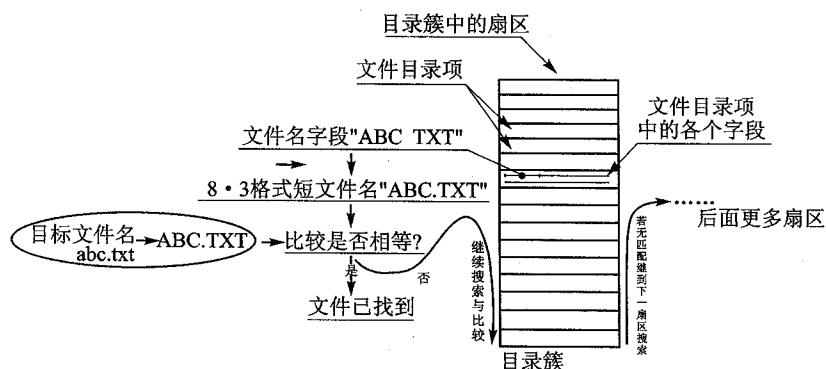 目录簇中的扇区
文件目录项
文件目录项
中的各个字段
文件名字段"ABC TXT"
8·3格式短文件名"ABC.TXT"
目标文件名
abc.txt
ABC.TXT
比较是否相等?
是
否
文件已找到
继续搜索与比较
若无匹配继到下一扇区搜索
……
后面更多扇区
目录簇